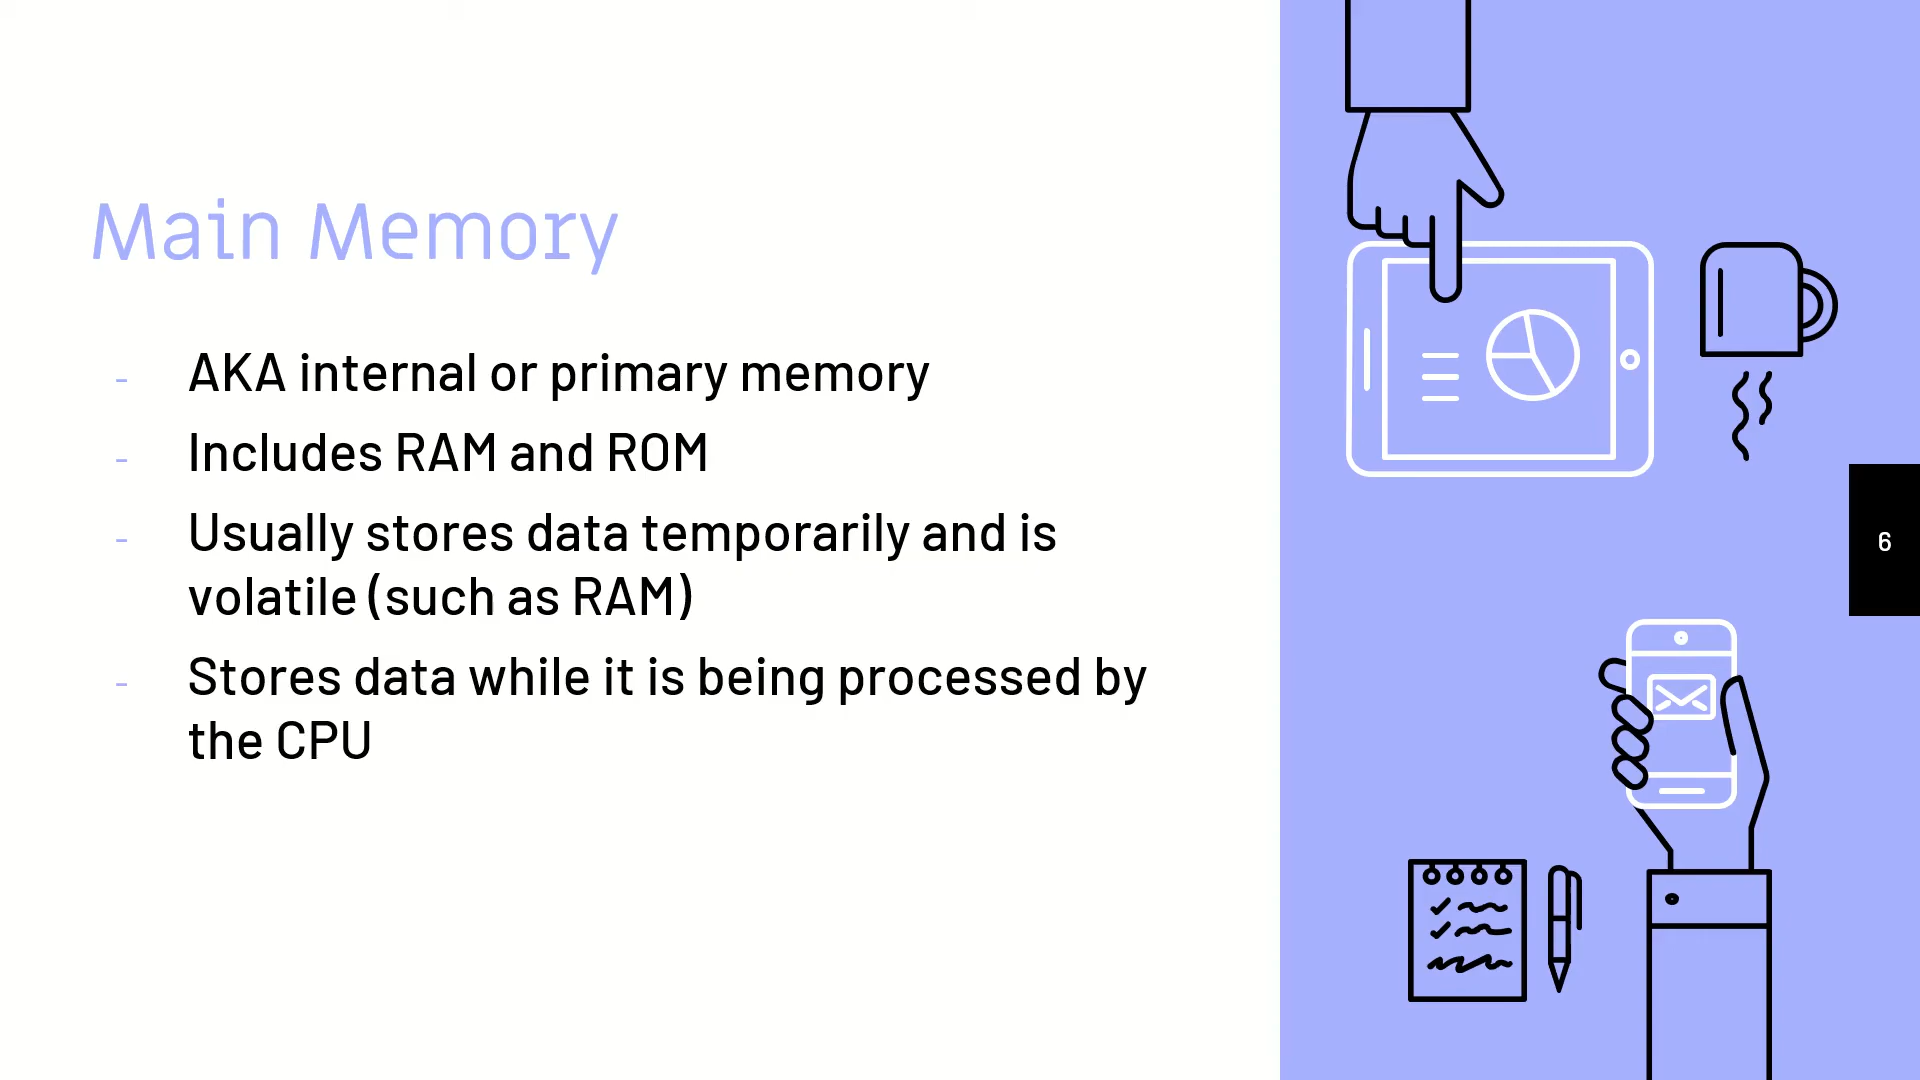 Main Memory
- AKA internal or primary memory
- Includes RAM and ROM
- Usually stores data temporarily and is
volatile (such as RAM)
- Stores data while it is being processed by
the CPU
6